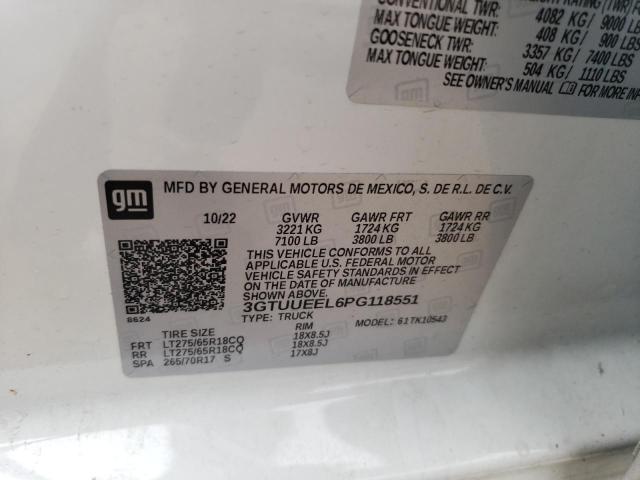 CONVENTIONAL TWR: 4082 KG/ 9000 LB
MAX TONGUE WEIGHT: 408 KG/ 900 LBS
GOOSENECK TWR: 3357 KG/ 7400 LBS
MAX TONGUE WEIGHT: 504 KG/ 1110 LBS
SEE OWNER'S MANUAL FOR MORE INF
gm MFD BY GENERAL MOTORS DE MEXICO, S. DE R.L. DE C.V.
10/22 GVWR GAWR FRT GAWR RR
3221 KG 1724 KG 1724 KG
7100 LB 3800 LB 3800 LB
THIS VEHICLE CONFORMS TO ALL
APPLICABLE U.S. FEDERAL MOTOR
VEHICLE SAFETY STANDARDS IN EFFECT
ON THE DATE OF MANUFACTURE SHOWN ABOVE.
3GTUUEEL6PG118551
8624 TYPE: TRUCK MODEL: 61TK10543
TIRE SIZE RIM
FRT LT275/65R18CQ 18X8.5J
RR LT275/65R18CQ 18X8.5J
SPA 265/70R17 S 17X8J